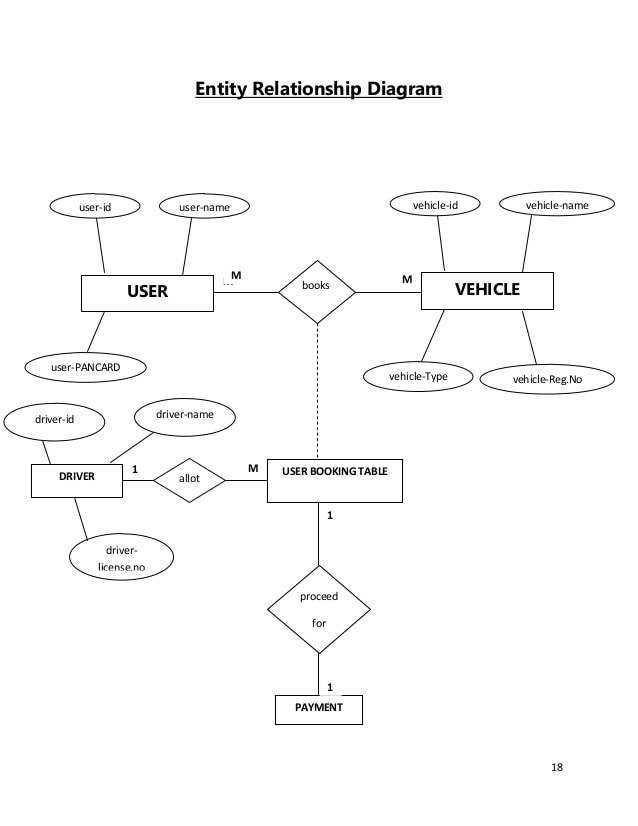 Entity Relationship Diagram
user-id
user-name
vehicle-id
vehicle-name
M
books
M
USER
VEHICLE
user-PANCARD
vehicle-Type
vehicle-Reg.No
driver-id
driver-name
DRIVER
1
allot
M
USER BOOKING TABLE
1
driver-
license.no
proceed
for
1
PAYMENT
18